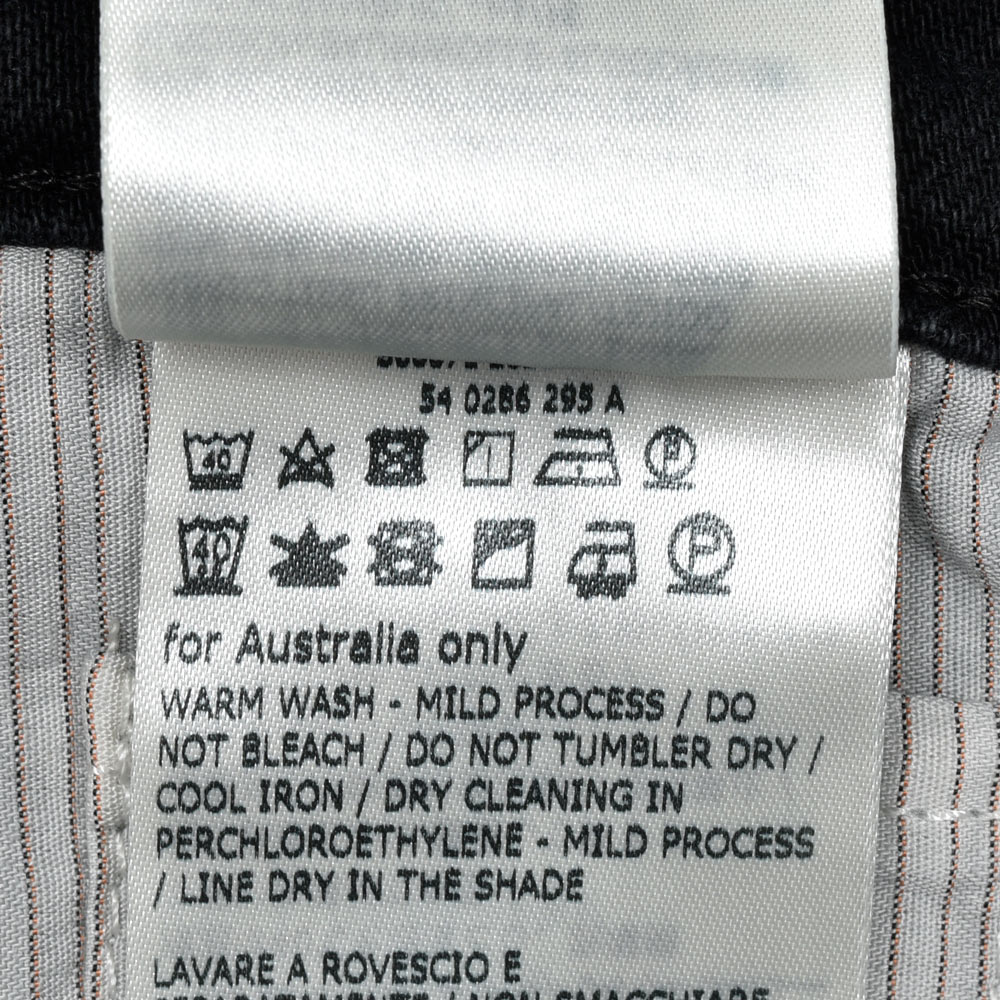 54 0286 295 A
40 P
40 P
for Australia only
WARM WASH - MILD PROCESS / DO
NOT BLEACH / DO NOT TUMBLER DRY /
COOL IRON / DRY CLEANING IN
PERCHLOROETHYLENE - MILD PROCESS
/ LINE DRY IN THE SHADE
LAVARE A ROVESCIO E